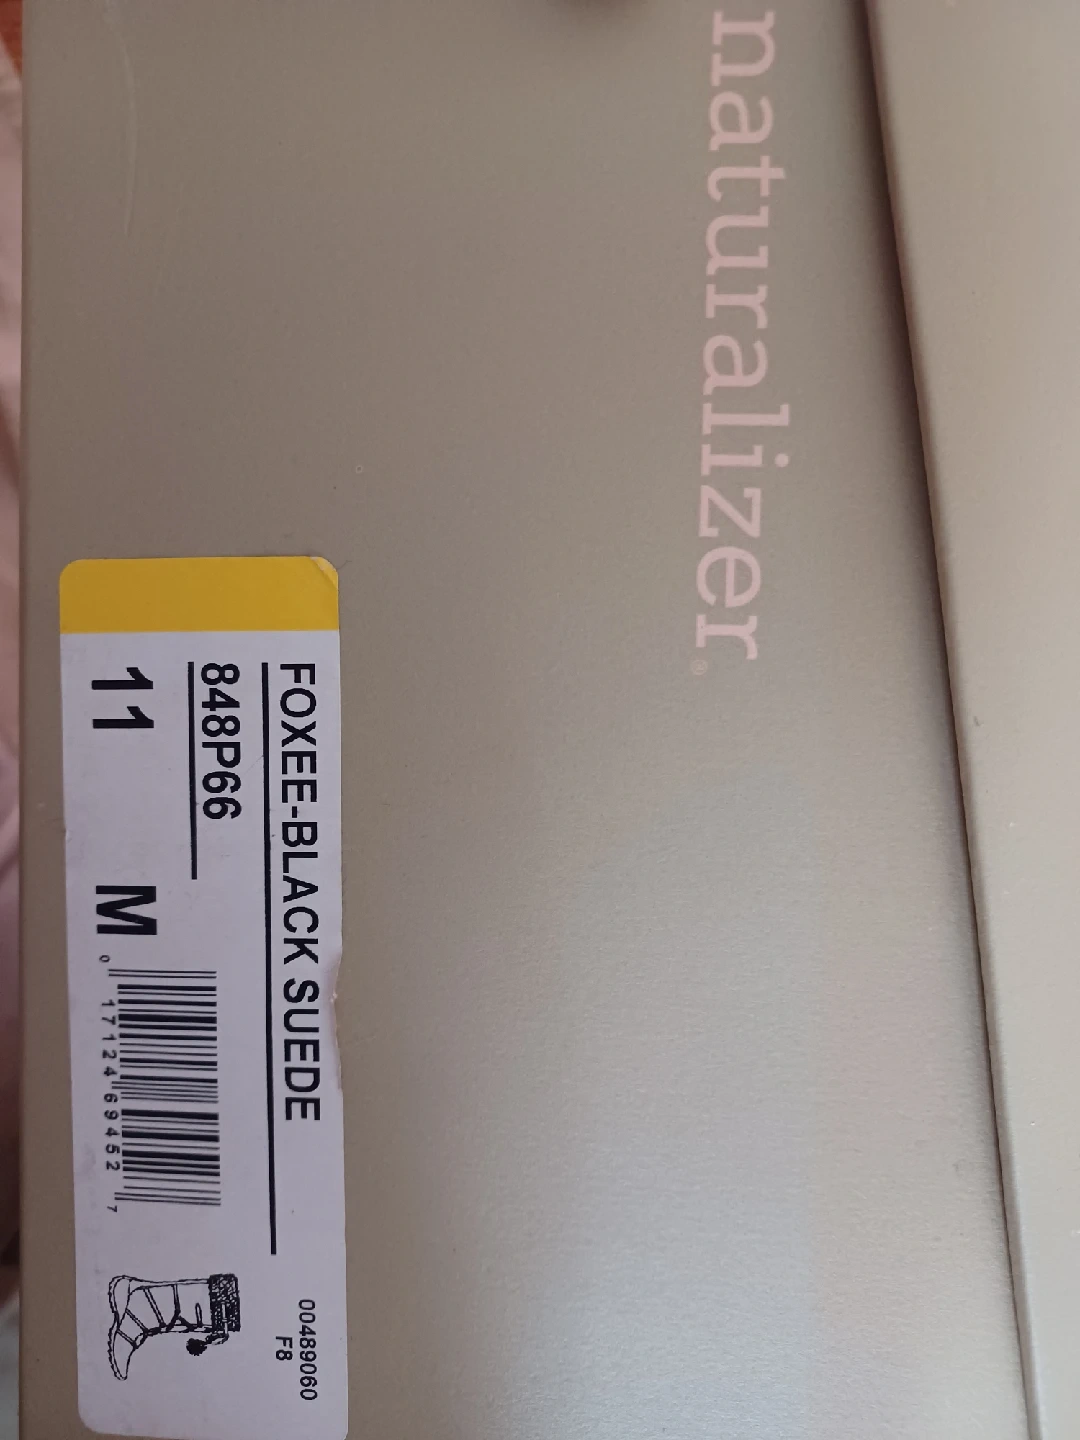 naturalizer®
FOXEE-BLACK SUEDE
00489060
F8
848P66
11 M
0 17124 69452 7